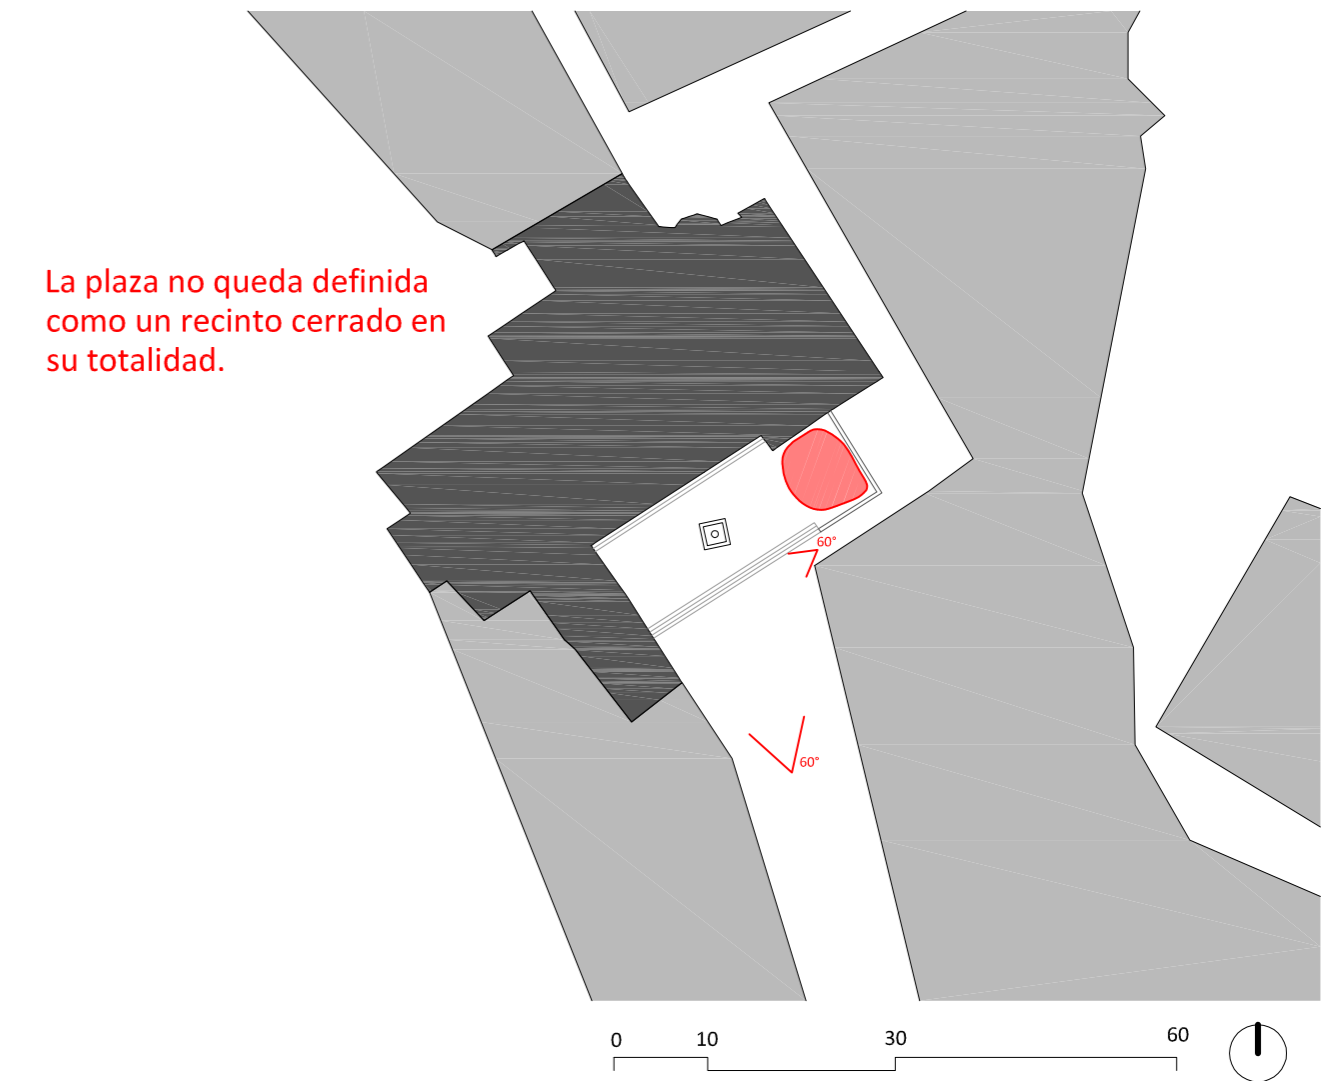 La plaza no queda definida
como un recinto cerrado en
su totalidad.
60°
60°
0 10 30 60